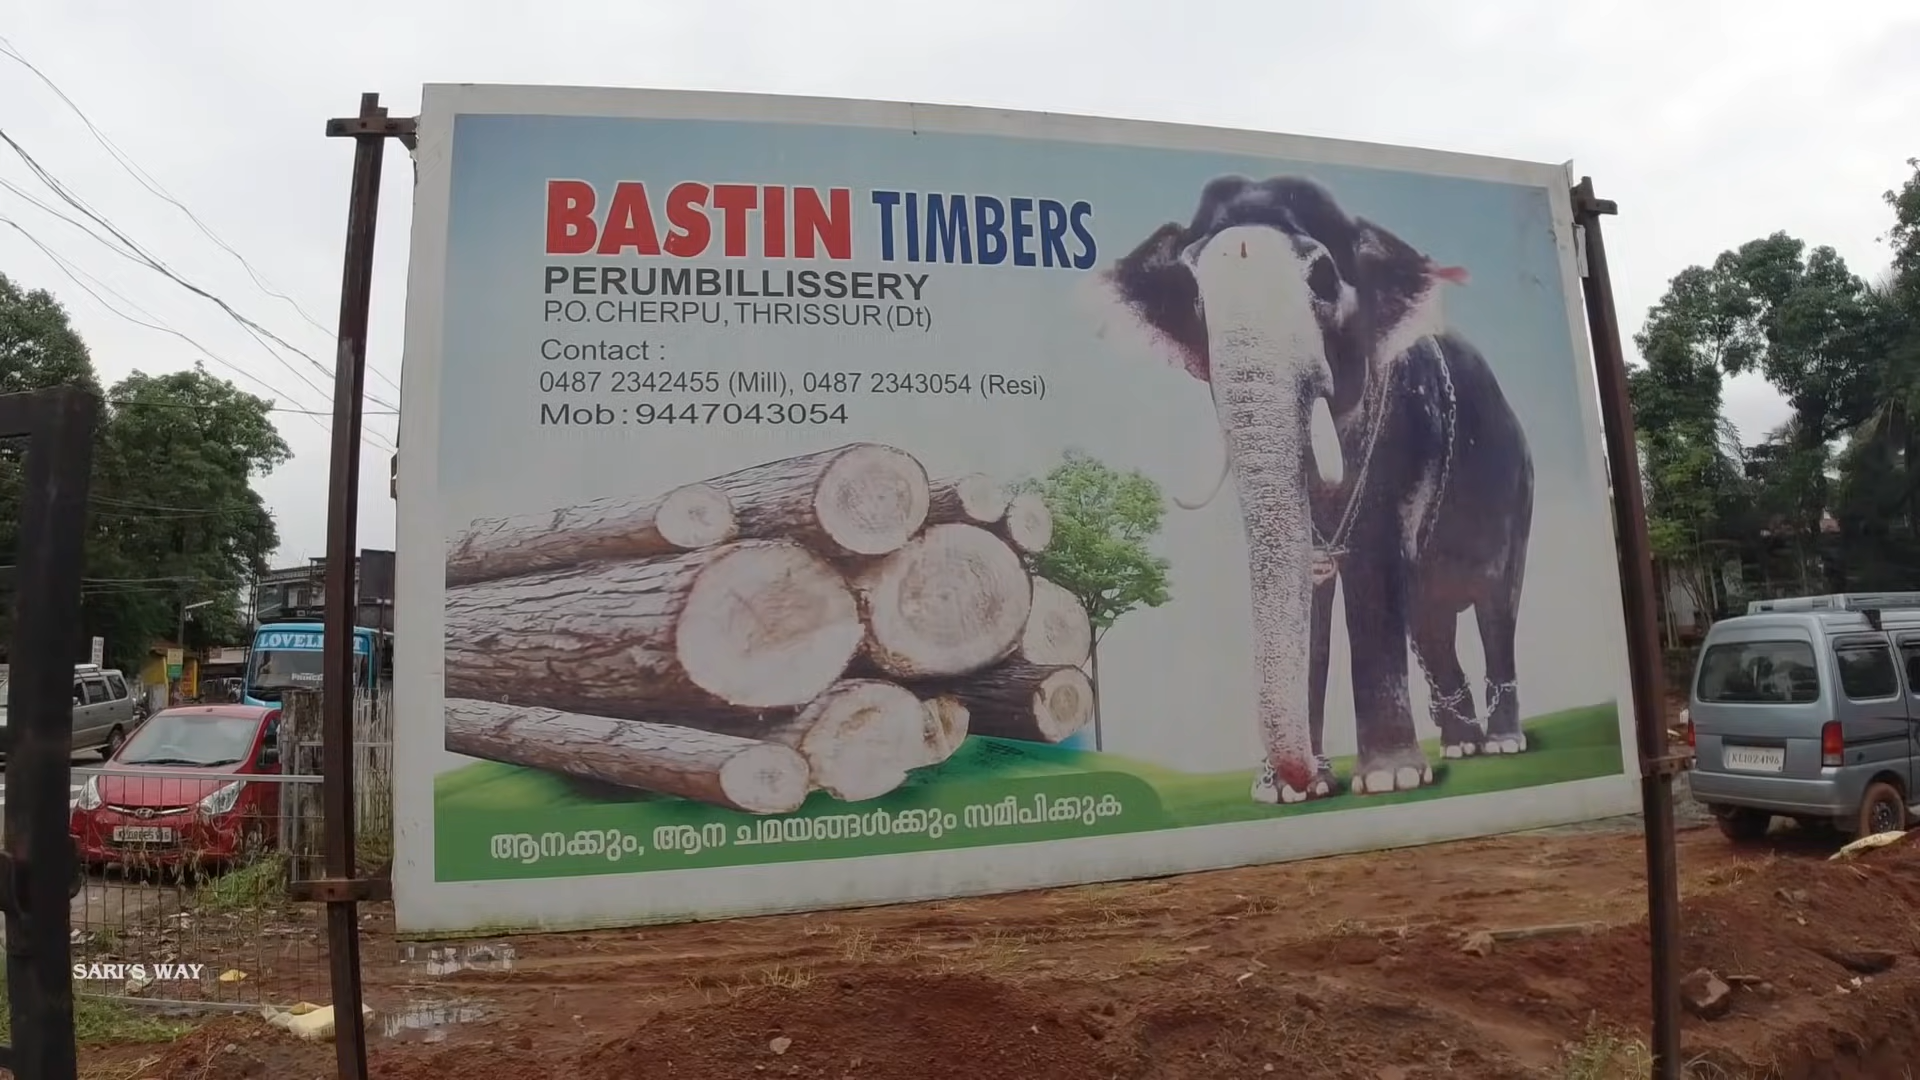 BASTIN TIMBERS
PERUMBILLISSERY
P.O. CHERPU, THRISSUR (Dt)
Contact :
0487 2342455 (Mill), 0487 2343054 (Resi)
Mob : 9447043054
ആനക്കും, ആന ചമയങ്ങൾക്കും സമീപിക്കുക
SARI'S WAY